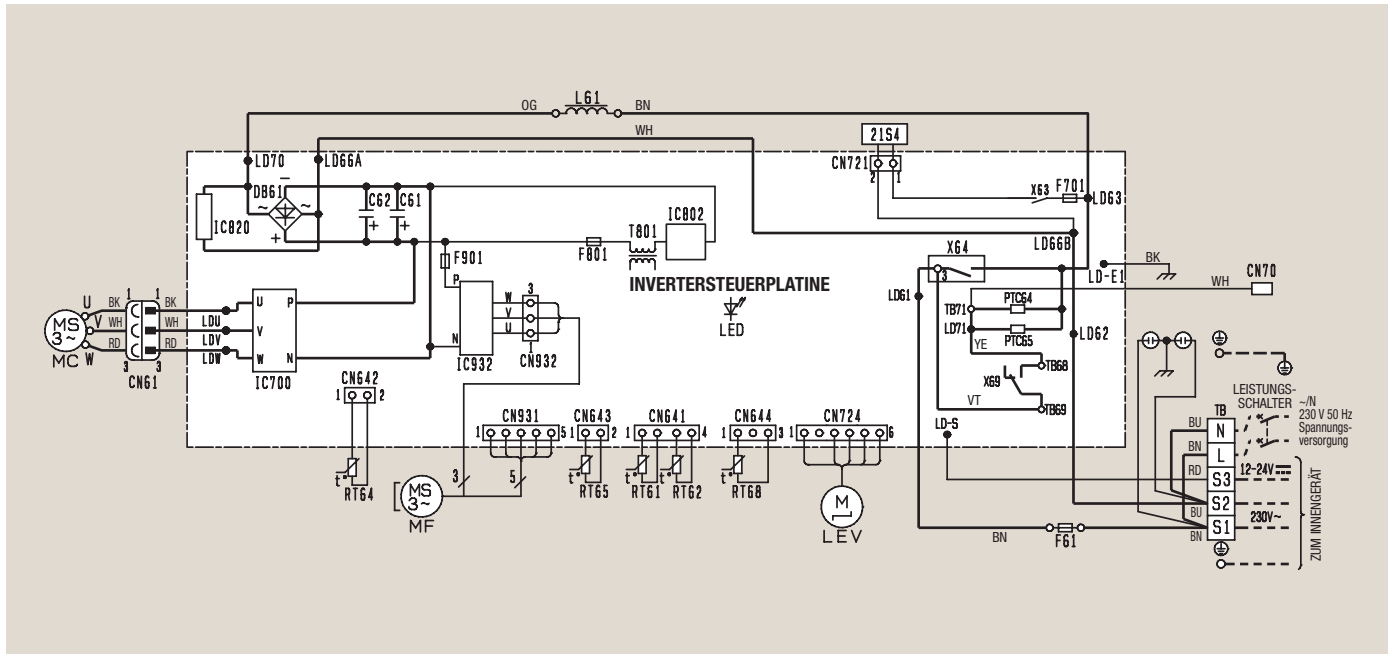 OG L61 BN
WH
21S4
CN721
2 1
X63 F701
LD63
LD70 LD66A
DB61 −
~ ~
+
IC820
C62 C61
+ +
T801 IC802
F801
F901
LD66B
X64
3
LD-E1
BK
WH CN70
INVERTERSTEUERPLATINE
LED
LD61
TB71 PTC64
LD71 PTC65
YE
LD62
X69 TB68
VT TB69
U BK 1 1 BK
V WH WH
W RD 3 3 RD
MS 3~
MC
CN61
LDU
LDV
LDW
U P
V
W N
IC700
P
N
IC932
W 3
V
U 1
CN932
CN642
1 2
t° RT64
MS 3~
MF
3 5
CN931
1 5
CN643
1 2
t° RT65
CN641
1 4
t° RT61 t° RT62
CN644
1 3
t° RT68
CN724
1 6
M
LEV
LD-S
BN F61
LEISTUNGS-
SCHALTER
~/N
230 V 50 Hz
Spannungs-
versorgung
TB
BU N
BN L
RD S3 12-24V
S2
BU 230V~
BN S1
ZUM INNENGERÄT